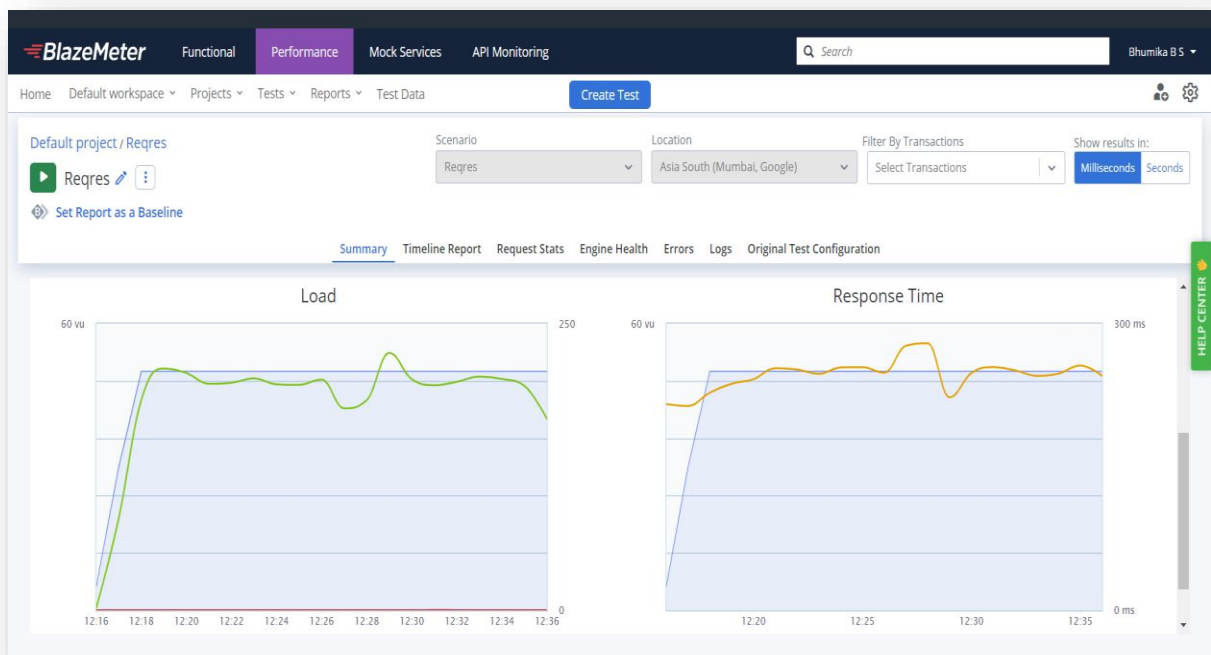 BlazeMeter Functional Performance Mock Services API Monitoring Search Bhumika B S
Home Default workspace Projects Tests Reports Test Data Create Test
Default project / Reqres
Reqres
Set Report as a Baseline
Scenario
Reqres
Location
Asia South (Mumbai, Google)
Filter By Transactions
Select Transactions
Show results in:
Milliseconds Seconds
Summary Timeline Report Request Stats Engine Health Errors Logs Original Test Configuration
HELP CENTER
Load
60 vu 250
0
12:16 12:18 12:20 12:22 12:24 12:26 12:28 12:30 12:32 12:34 12:36
Response Time
60 vu 300 ms
0 ms
12:20 12:25 12:30 12:35